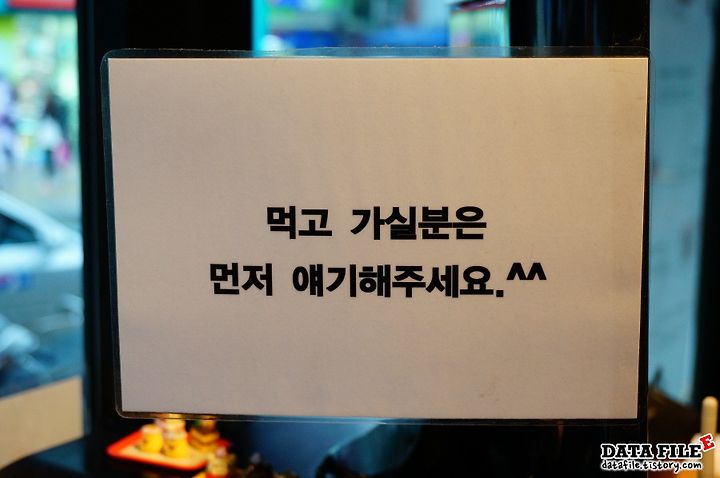 먹고 가실분은
먼저 얘기해주세요.^^
DATA FILE E
datafile.tistory.com